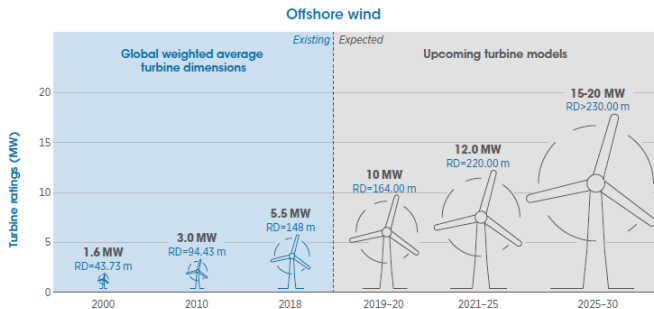 Offshore wind
Existing Expected
Global weighted average
turbine dimensions
Upcoming turbine models
Turbine ratings (MW)
20
15
10
5
0
1.6 MW
RD=43.73 m
3.0 MW
RD=94.43 m
5.5 MW
RD=148 m
10 MW
RD=164.00 m
12.0 MW
RD=220.00 m
15-20 MW
RD>230.00 m
2000
2010
2018
2019-20
2021-25
2025-30